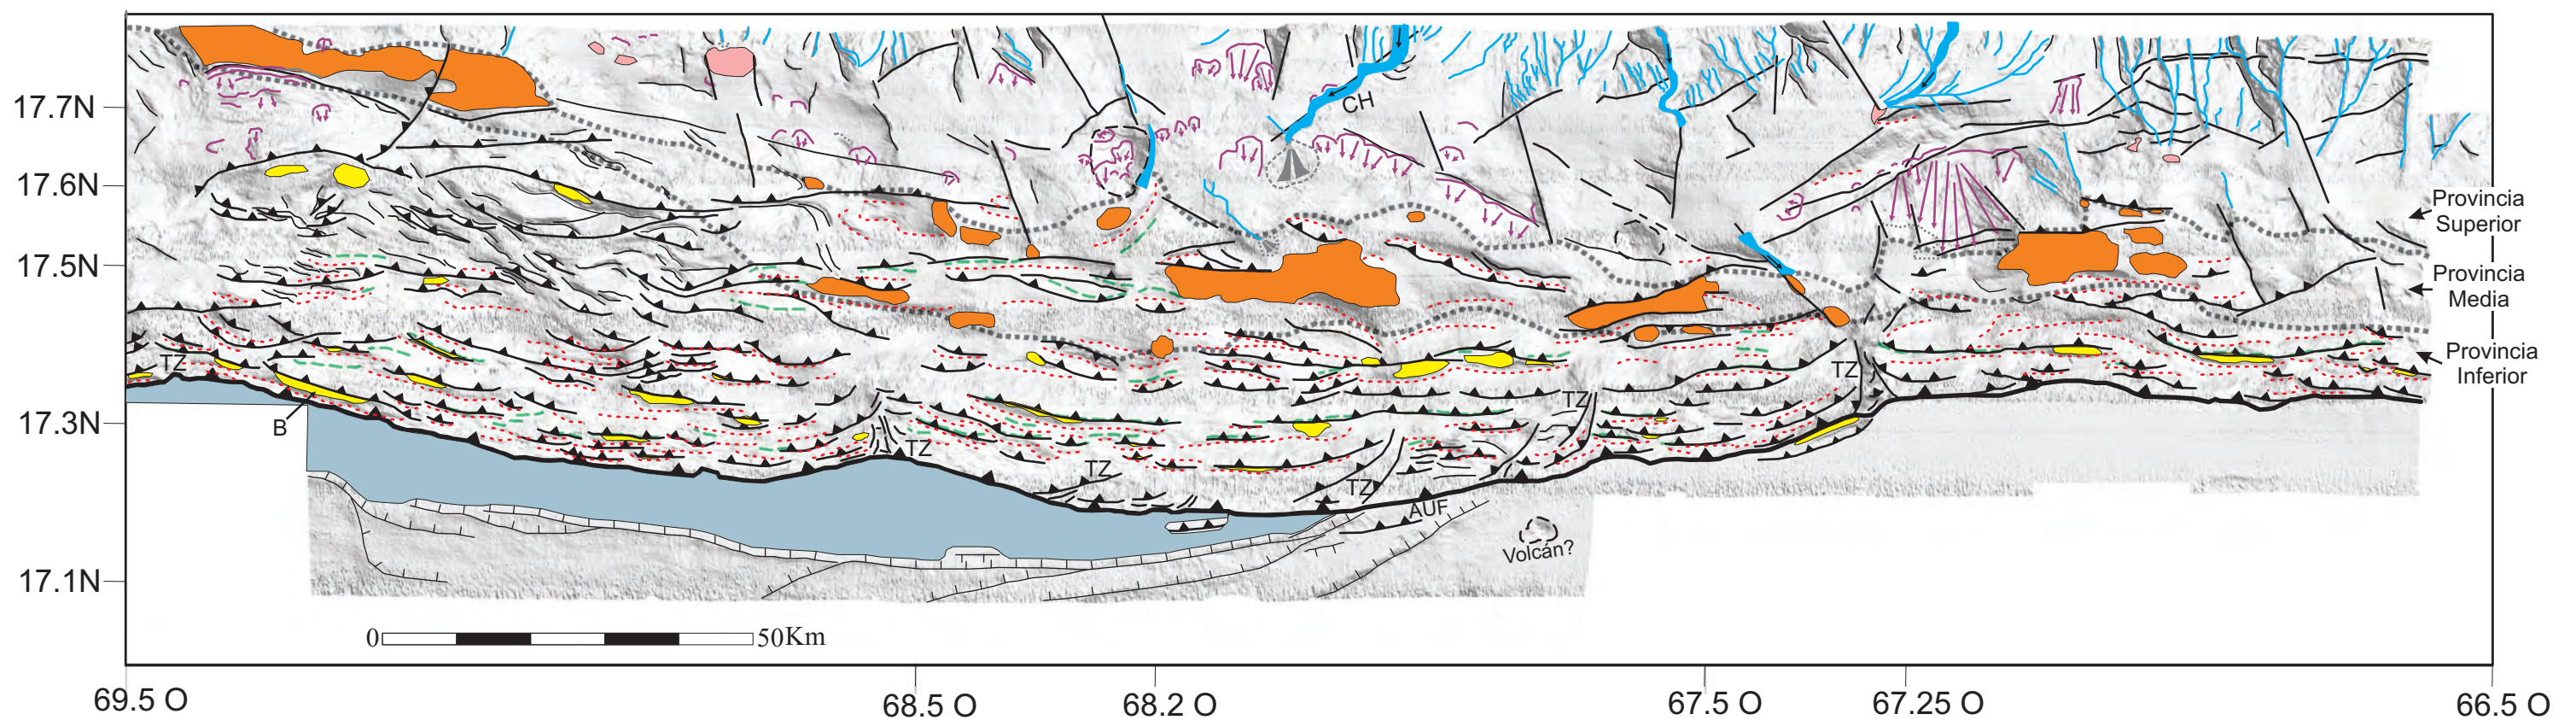 CH
17.7N
17.6N
Provincia
Superior
17.5N
Provincia
Media
TZ
TZ
Provincia
Inferior
TZ
17.3N
B
TZ
TZ
TZ
AUF
Volcán?
17.1N
0
50Km
69.5 O
68.5 O
68.2 O
67.5 O
67.25 O
66.5 O